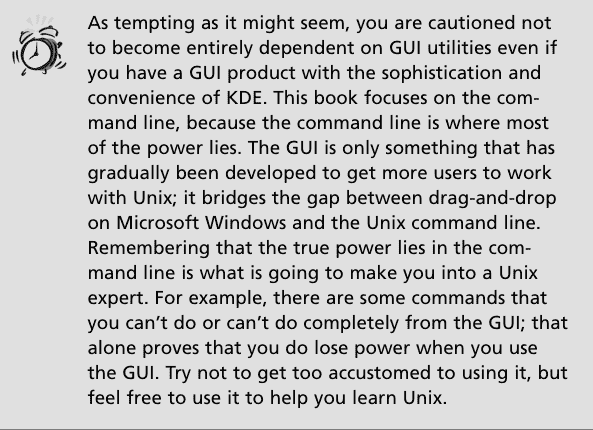 As tempting as it might seem, you are cautioned not
to become entirely dependent on GUI utilities even if
you have a GUI product with the sophistication and
convenience of KDE. This book focuses on the com-
mand line, because the command line is where most
of the power lies. The GUI is only something that has
gradually been developed to get more users to work
with Unix; it bridges the gap between drag-and-drop
on Microsoft Windows and the Unix command line.
Remembering that the true power lies in the com-
mand line is what is going to make you into a Unix
expert. For example, there are some commands that
you can’t do or can’t do completely from the GUI; that
alone proves that you do lose power when you use
the GUI. Try not to get too accustomed to using it, but
feel free to use it to help you learn Unix.